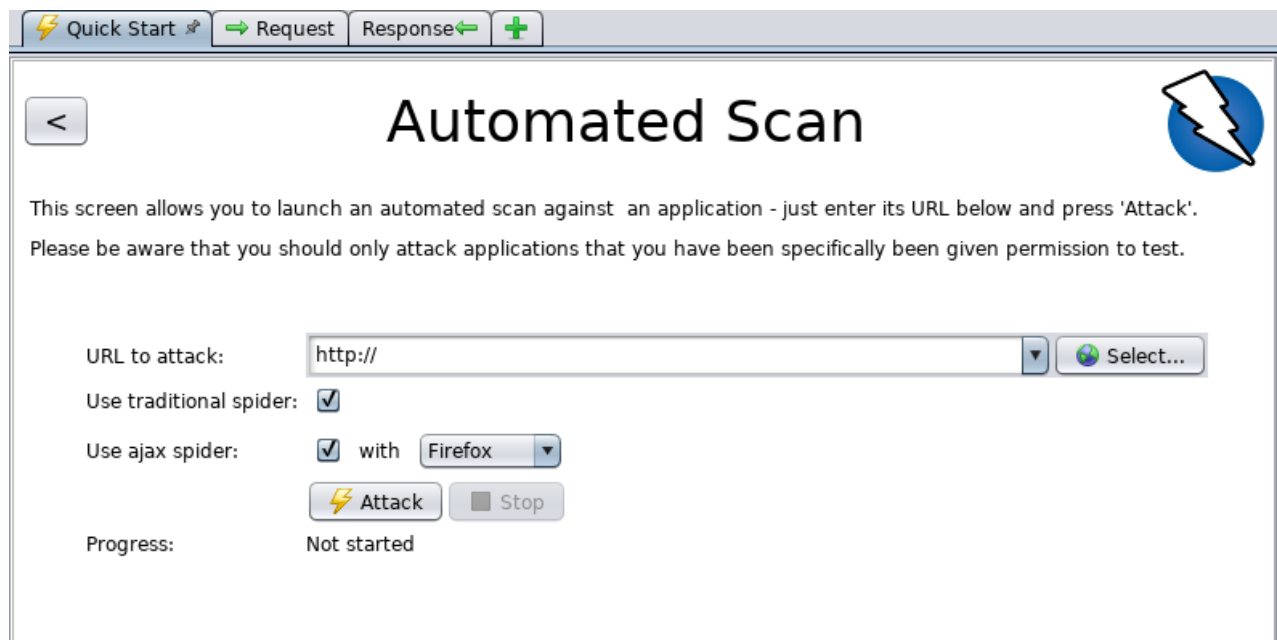 Quick Start Request Response
<
Automated Scan
This screen allows you to launch an automated scan against  an application - just enter its URL below and press 'Attack'.
Please be aware that you should only attack applications that you have been specifically been given permission to test.
URL to attack: http:// Select...
Use traditional spider:
Use ajax spider: with Firefox
Attack Stop
Progress: Not started